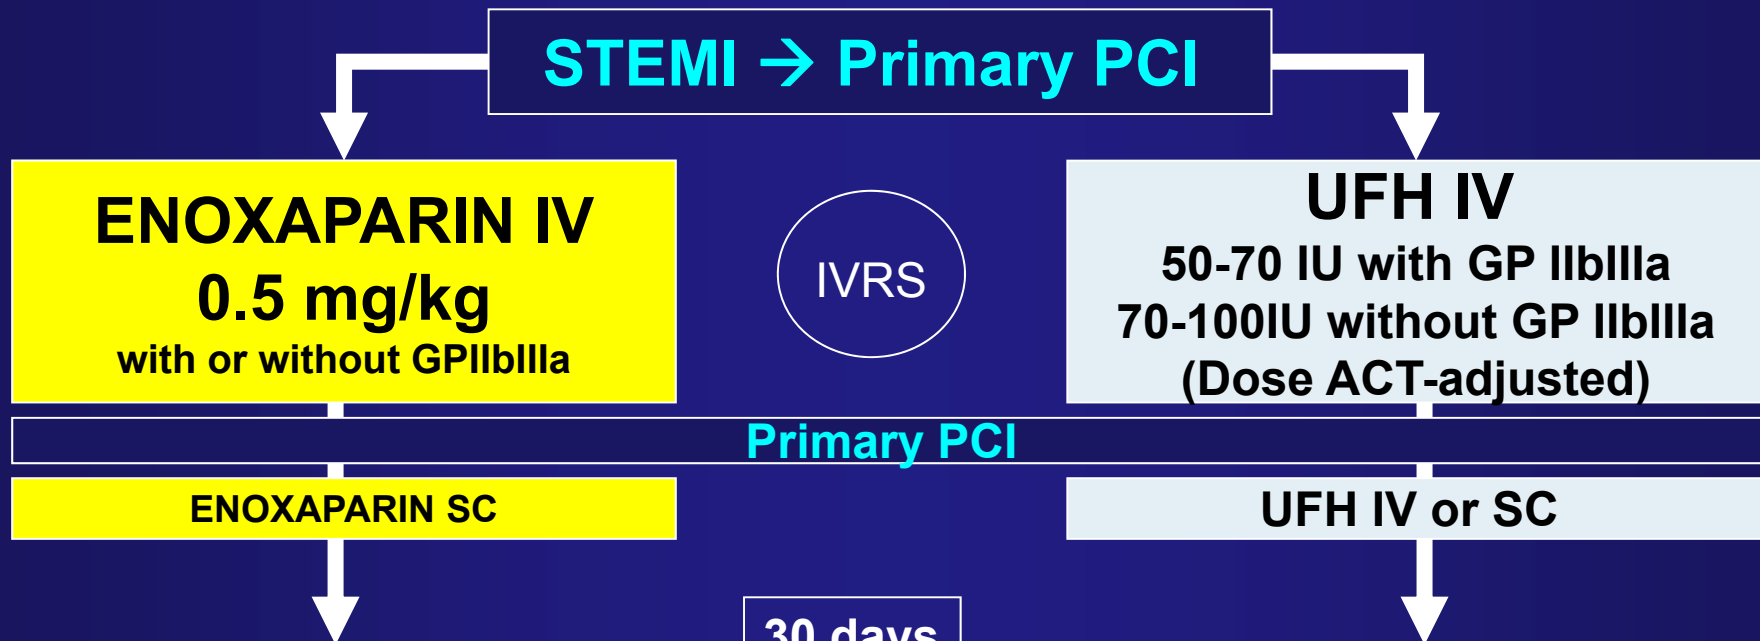 STEMI → Primary PCI
ENOXAPARIN IV
0.5 mg/kg
with or without GPIIbIIIa
IVRS
UFH IV
50-70 IU with GP IIbIIIa
70-100IU without GP IIbIIIa
(Dose ACT-adjusted)
Primary PCI
ENOXAPARIN SC
UFH IV or SC
30 days